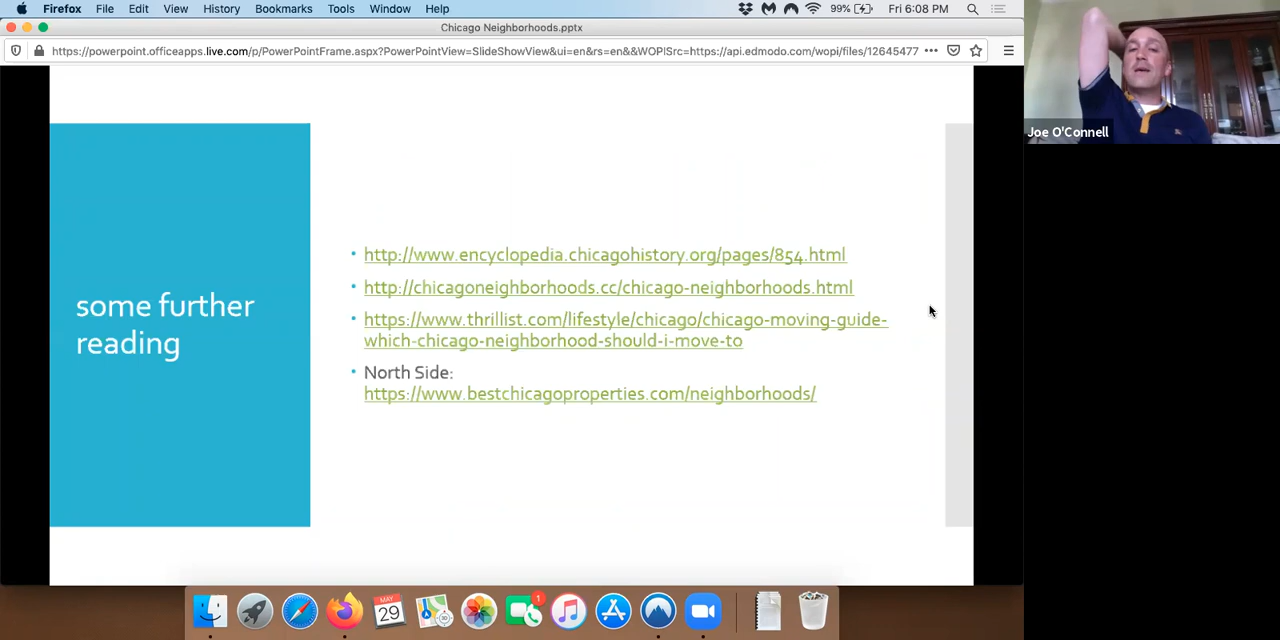 Firefox File Edit View History Bookmarks Tools Window Help 99% Fri 6:08 PM
Chicago Neighborhoods.pptx
https://powerpoint.officeapps.live.com/p/PowerPointFrame.aspx?PowerPointView=SlideShowView&ui=en&rs=en&&WOPISrc=https://api.edmodo.com/wopi/files/12645477
Joe O'Connell
some further
reading
• http://www.encyclopedia.chicagohistory.org/pages/854.html
• http://chicagoneighborhoods.cc/chicago-neighborhoods.html
• https://www.thrillist.com/lifestyle/chicago/chicago-moving-guide-
which-chicago-neighborhood-should-i-move-to
• North Side:
https://www.bestchicagoproperties.com/neighborhoods/
MAY
29
3D
1